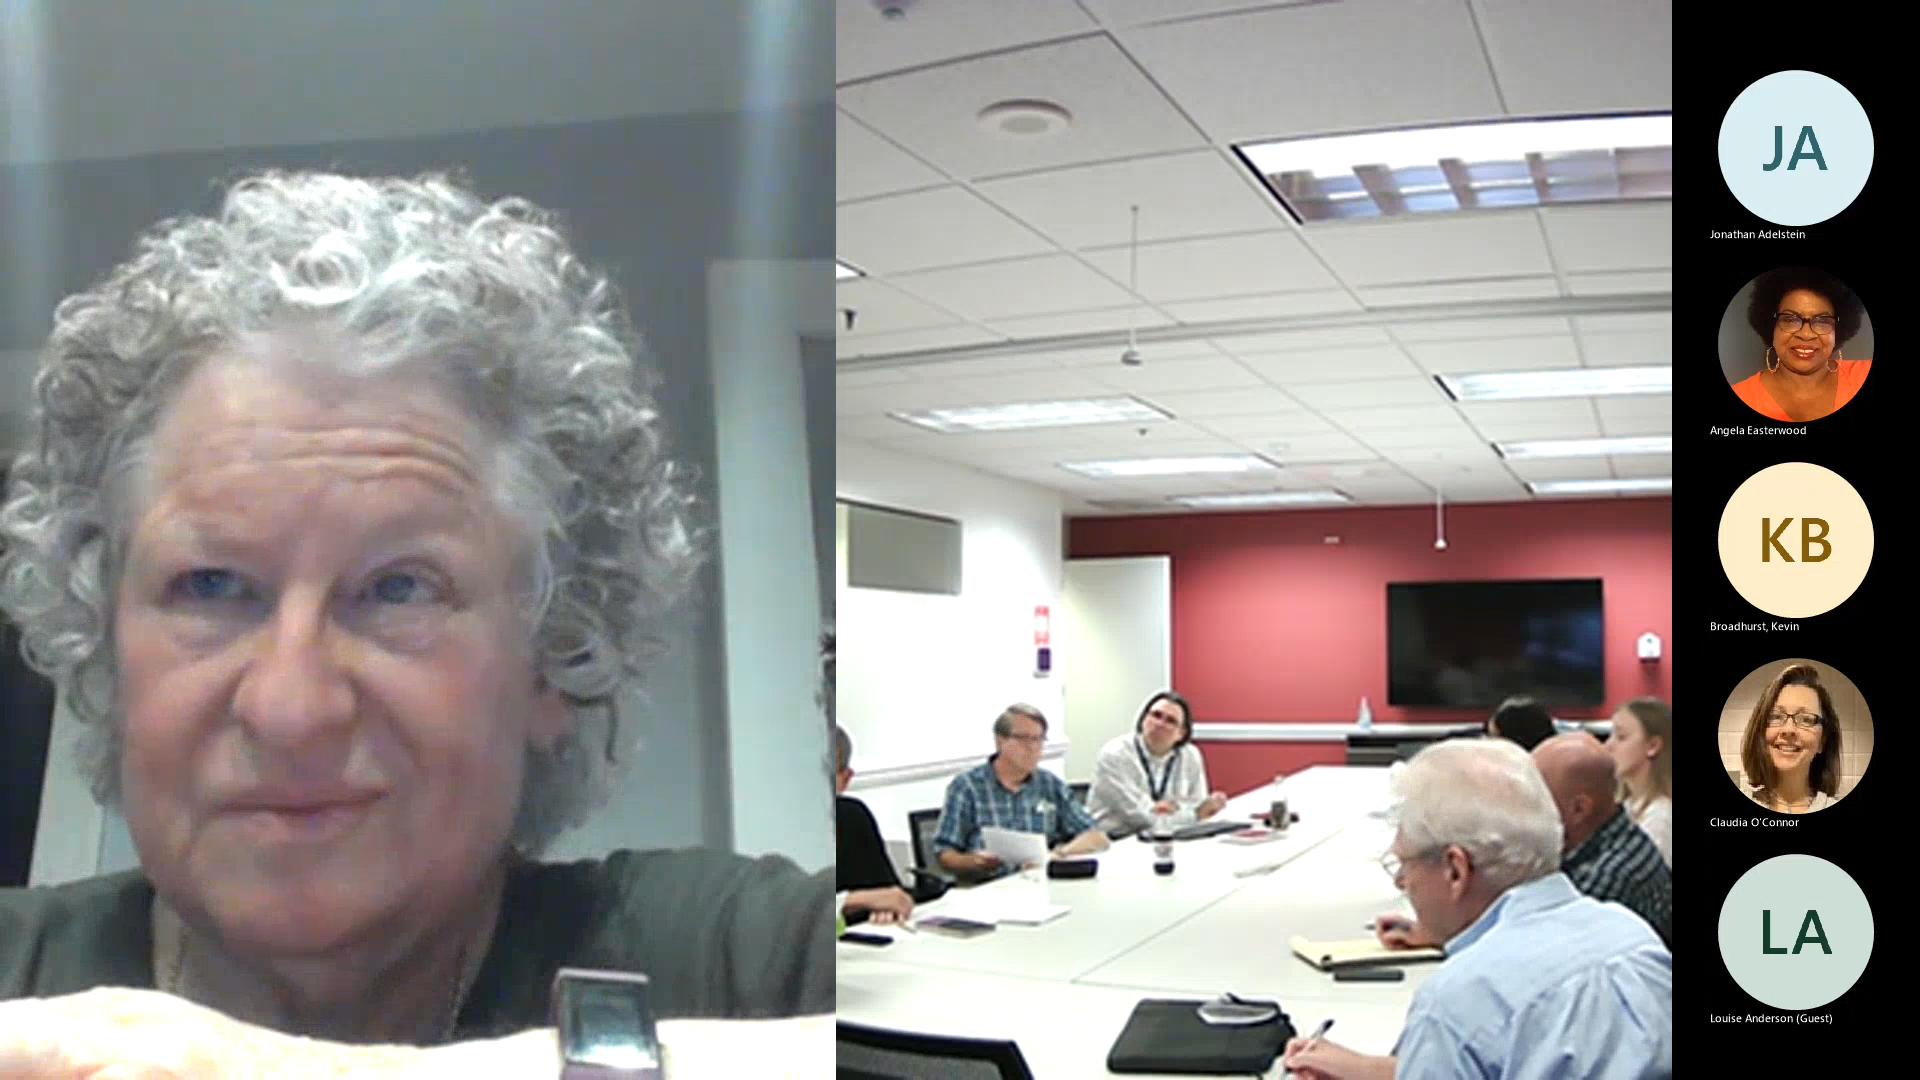 JA
Jonathan Adelstein
Angela Easterwood
KB
Broadhurst, Kevin
Claudia O'Connor
LA
Louise Anderson (Guest)